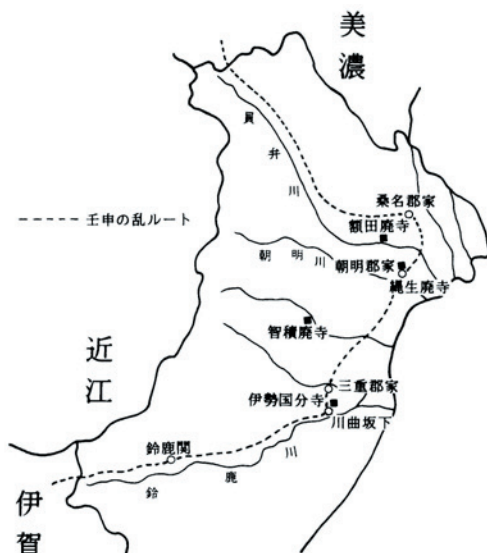 美濃
員弁川
桑名郡家
額田廃寺
壬申の乱ルート
朝明川
朝明郡家
縄生廃寺
智積廃寺
近江
三重郡家
伊勢国分寺
川曲坂下
鈴鹿関
鈴鹿川
伊賀